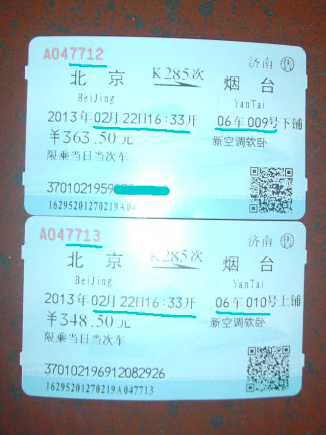 A047712 济南 售
北京 K285次 烟台
BeiJing YanTai
2013年02月22日16:33开 06车009号下铺
¥363.50元 新空调软卧
限乘当日当次车
3701021959
1629520127021 9A04
A047713 济南 售
北京 K285次 烟台
BeiJing YanTai
2013年02月22日16:33开 06车010号上铺
¥348.50元 新空调软卧
限乘当日当次车
370102196912082926
16295201270219A047713